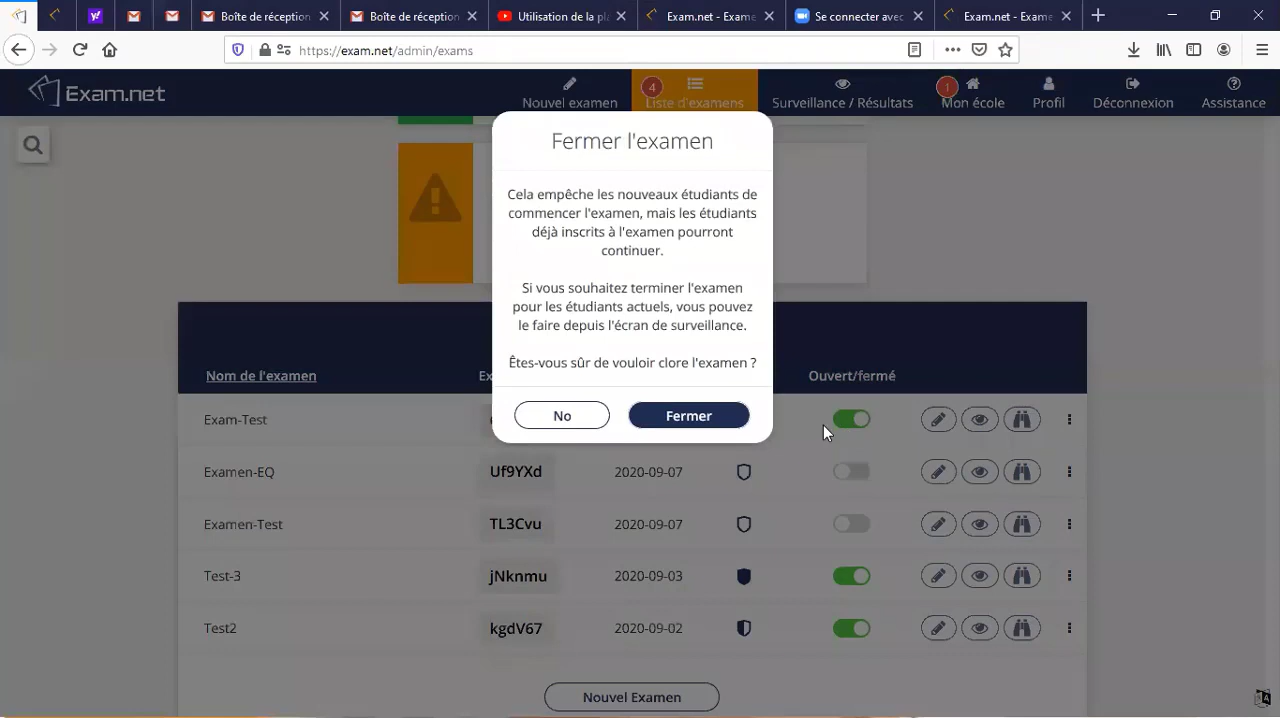 Boîte de réception
Boîte de réception
Utilisation de la pl
Exam.net - Exame
Se connecter avec
Exam.net - Exame
https://exam.net/admin/exams
Exam.net
Nouvel examen
4
Liste d'examens
Surveillance / Résultats
1
Mon école
Profil
Déconnexion
Assistance
Fermer l'examen
Cela empêche les nouveaux étudiants de
commencer l'examen, mais les étudiants
déjà inscrits à l'examen pourront
continuer.
Si vous souhaitez terminer l'examen
pour les étudiants actuels, vous pouvez
le faire depuis l'écran de surveillance.
Êtes-vous sûr de vouloir clore l'examen ?
No
Fermer
Nom de l'examen
Ex
Ouvert/fermé
Exam-Test
Examen-EQ Uf9YXd 2020-09-07
Examen-Test TL3Cvu 2020-09-07
Test-3 jNknmu 2020-09-03
Test2 kgdV67 2020-09-02
Nouvel Examen